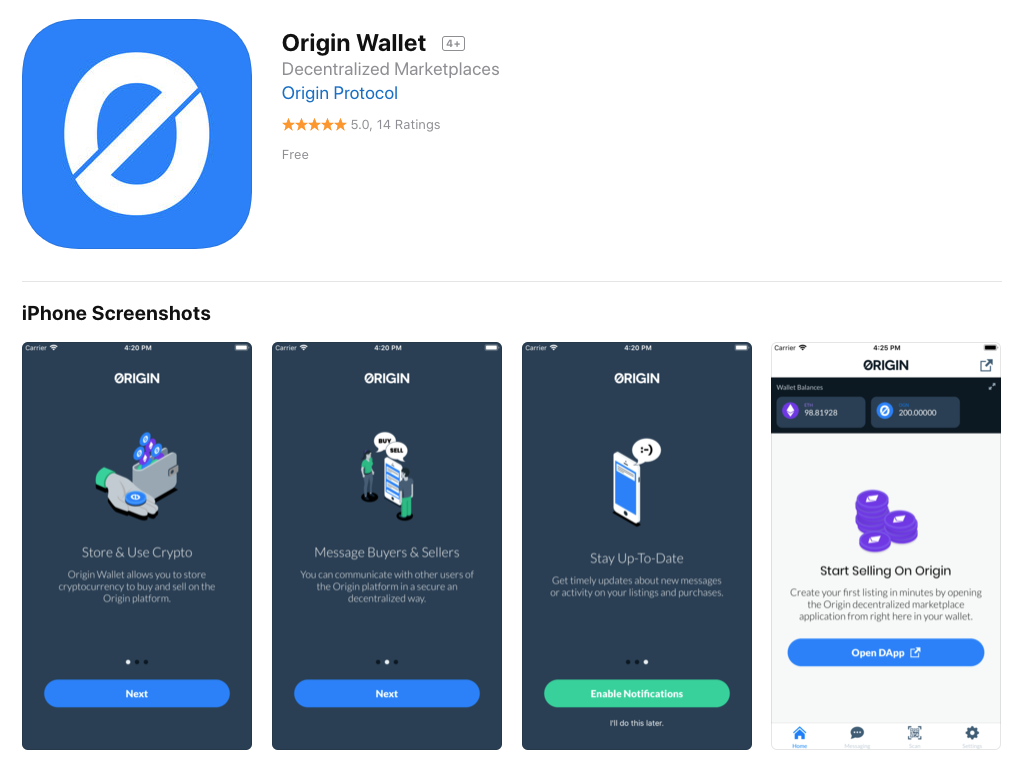 Origin Wallet 4+
Decentralized Marketplaces
Origin Protocol
5.0, 14 Ratings
Free
iPhone Screenshots
Carrier 4:20 PM
ORIGIN
BUY
SELL
Store & Use Crypto
Origin Wallet allows you to store
cryptocurrency to buy and sell on the
Origin platform.
Next
Carrier 4:20 PM
ORIGIN
Message Buyers & Sellers
You can communicate with other users of
the Origin platform in a secure an
decentralized way.
Next
Carrier 4:20 PM
ORIGIN
:-)
Stay Up-To-Date
Get timely updates about new messages
or activity on your listings and purchases.
Enable Notifications
I'll do this later.
Carrier 4:25 PM
ORIGIN
Wallet Balances
ETH
98.81928
200.00000
Start Selling On Origin
Create your first listing in minutes by opening
the Origin decentralized marketplace
application from right here in your wallet.
Open DApp
Home
Messaging
Scan
Settings